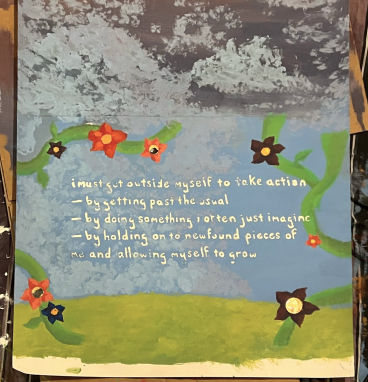 i must get outside myself to take action
— by getting past the usual
— by doing something i often just imagine
— by holding on to newfound pieces of
me and allowing myself to grow